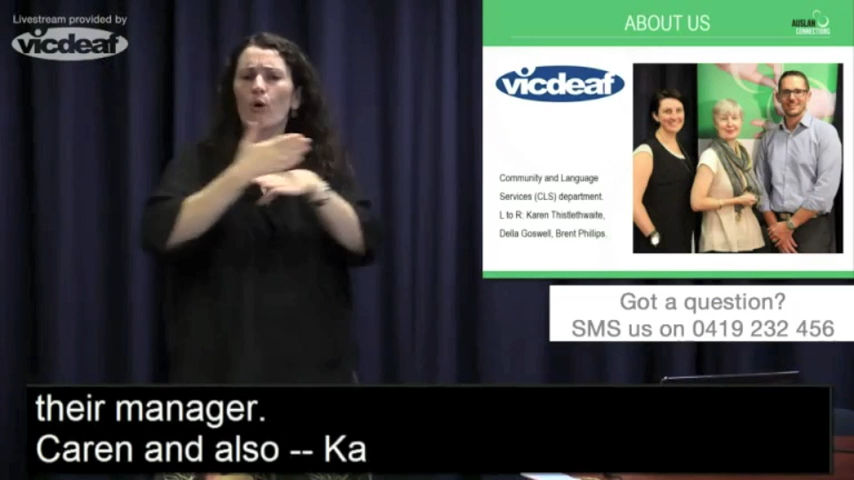 Livestream provided by
vicdeaf
ABOUT US
AUSLAN
CONNECTIONS
vicdeaf
Community and Language
Services (CLS) department.
L to R. Karen Thistlethwaite,
Della Goswell, Brent Phillips.
Got a question?
SMS us on 0419 232 456
their manager.
Caren and also -- Ka